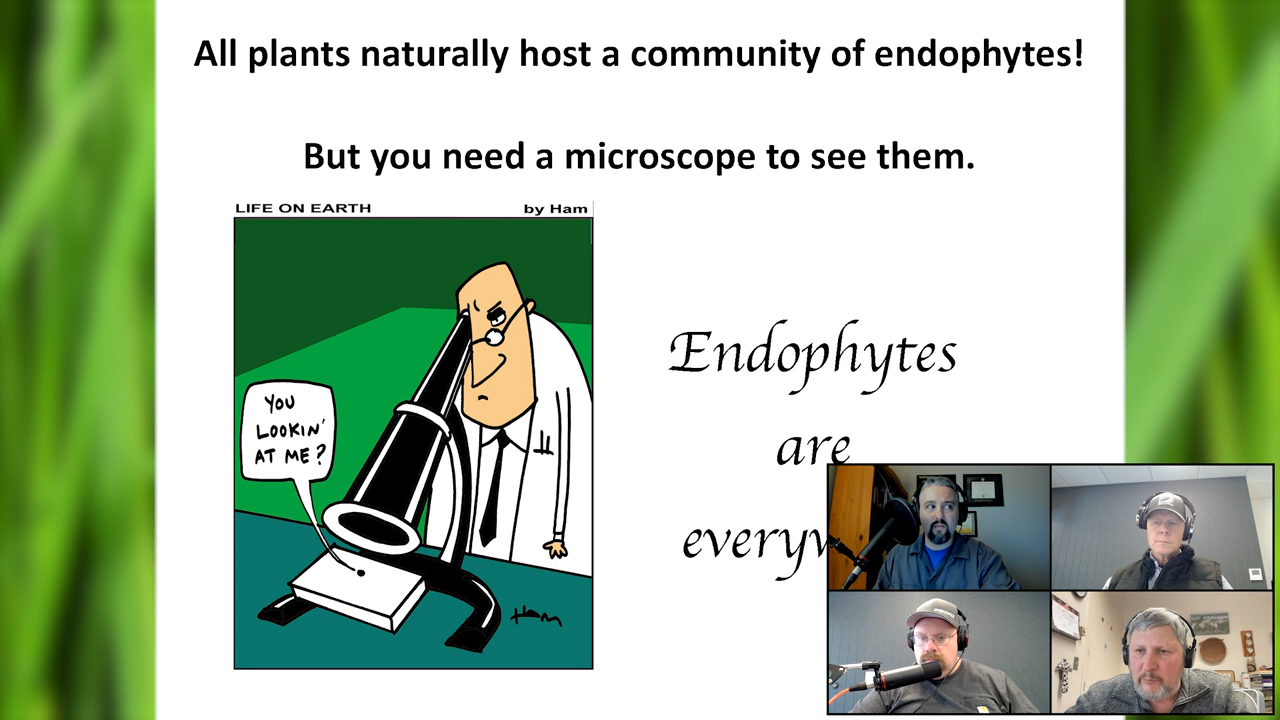 All plants naturally host a community of endophytes!
But you need a microscope to see them.
LIFE ON EARTH by Ham
YOU
LOOKIN'
AT ME?
Ham
Endophytes
are